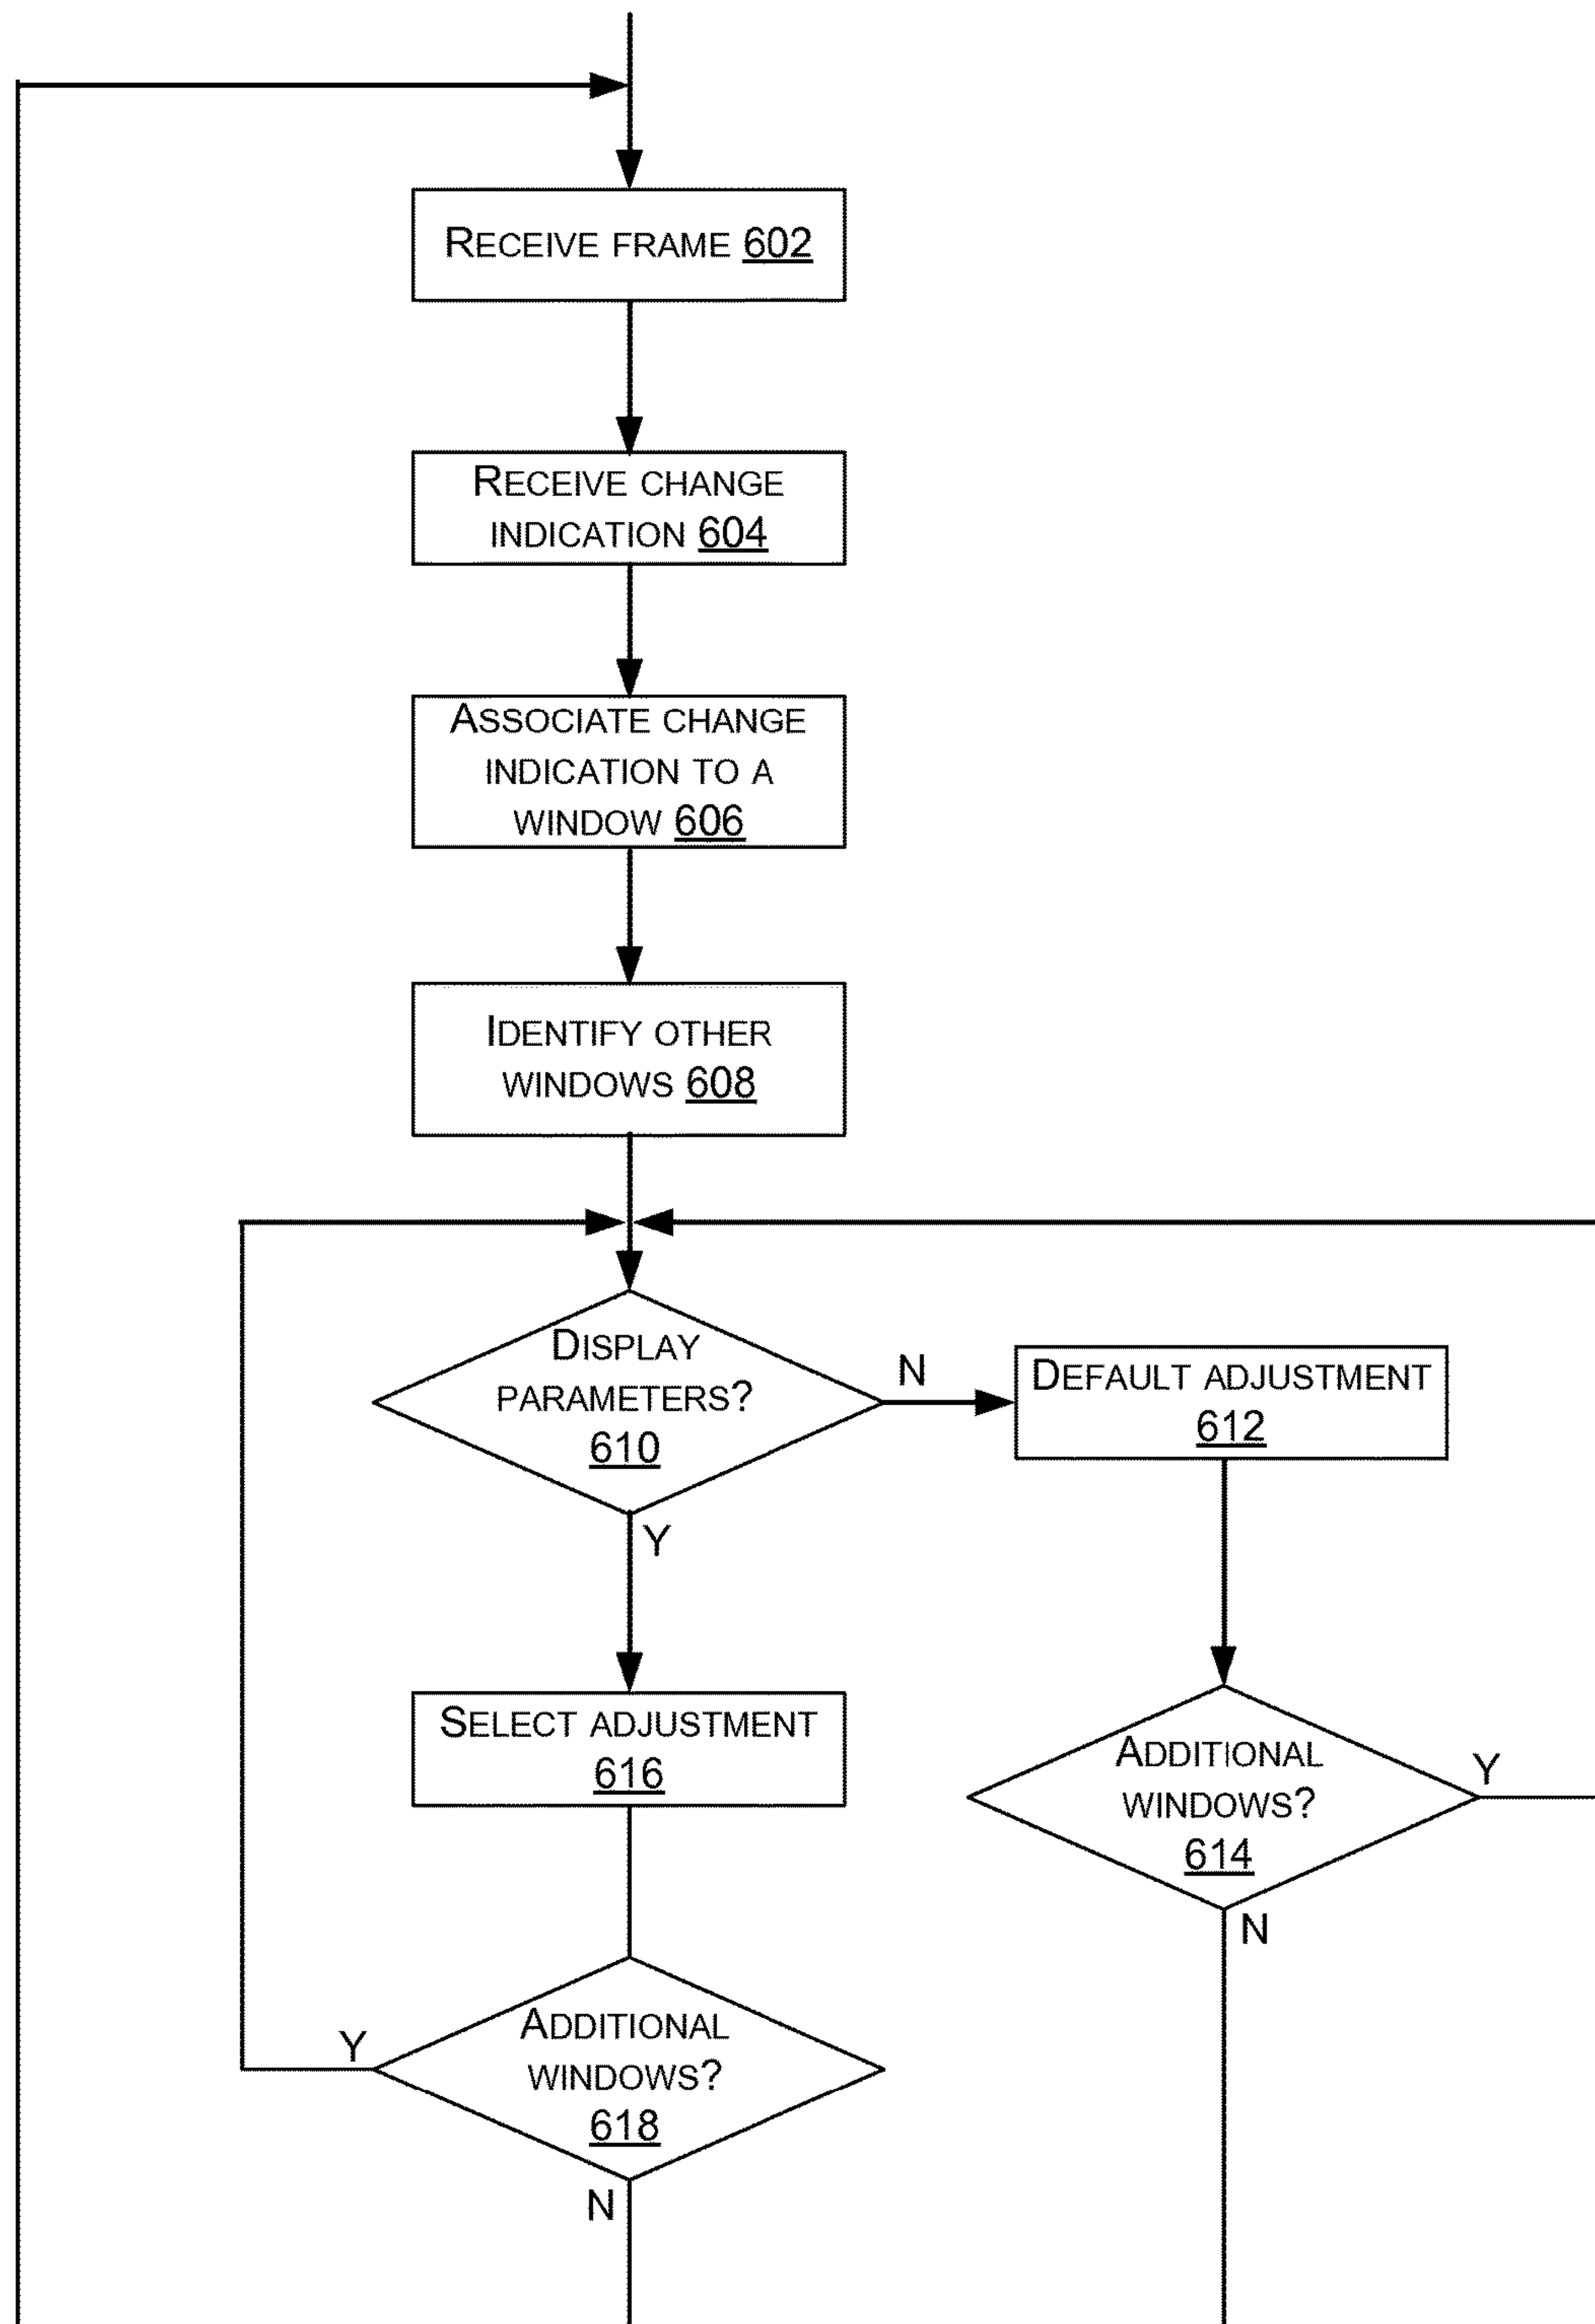 RECEIVE FRAME 602
RECEIVE CHANGE
INDICATION 604
ASSOCIATE CHANGE
INDICATION TO A
WINDOW 606
IDENTIFY OTHER
WINDOWS 608
DISPLAY
PARAMETERS?
610
N
DEFAULT ADJUSTMENT
612
Y
SELECT ADJUSTMENT
616
ADDITIONAL
WINDOWS?
614
Y
N
ADDITIONAL
WINDOWS?
618
Y
N